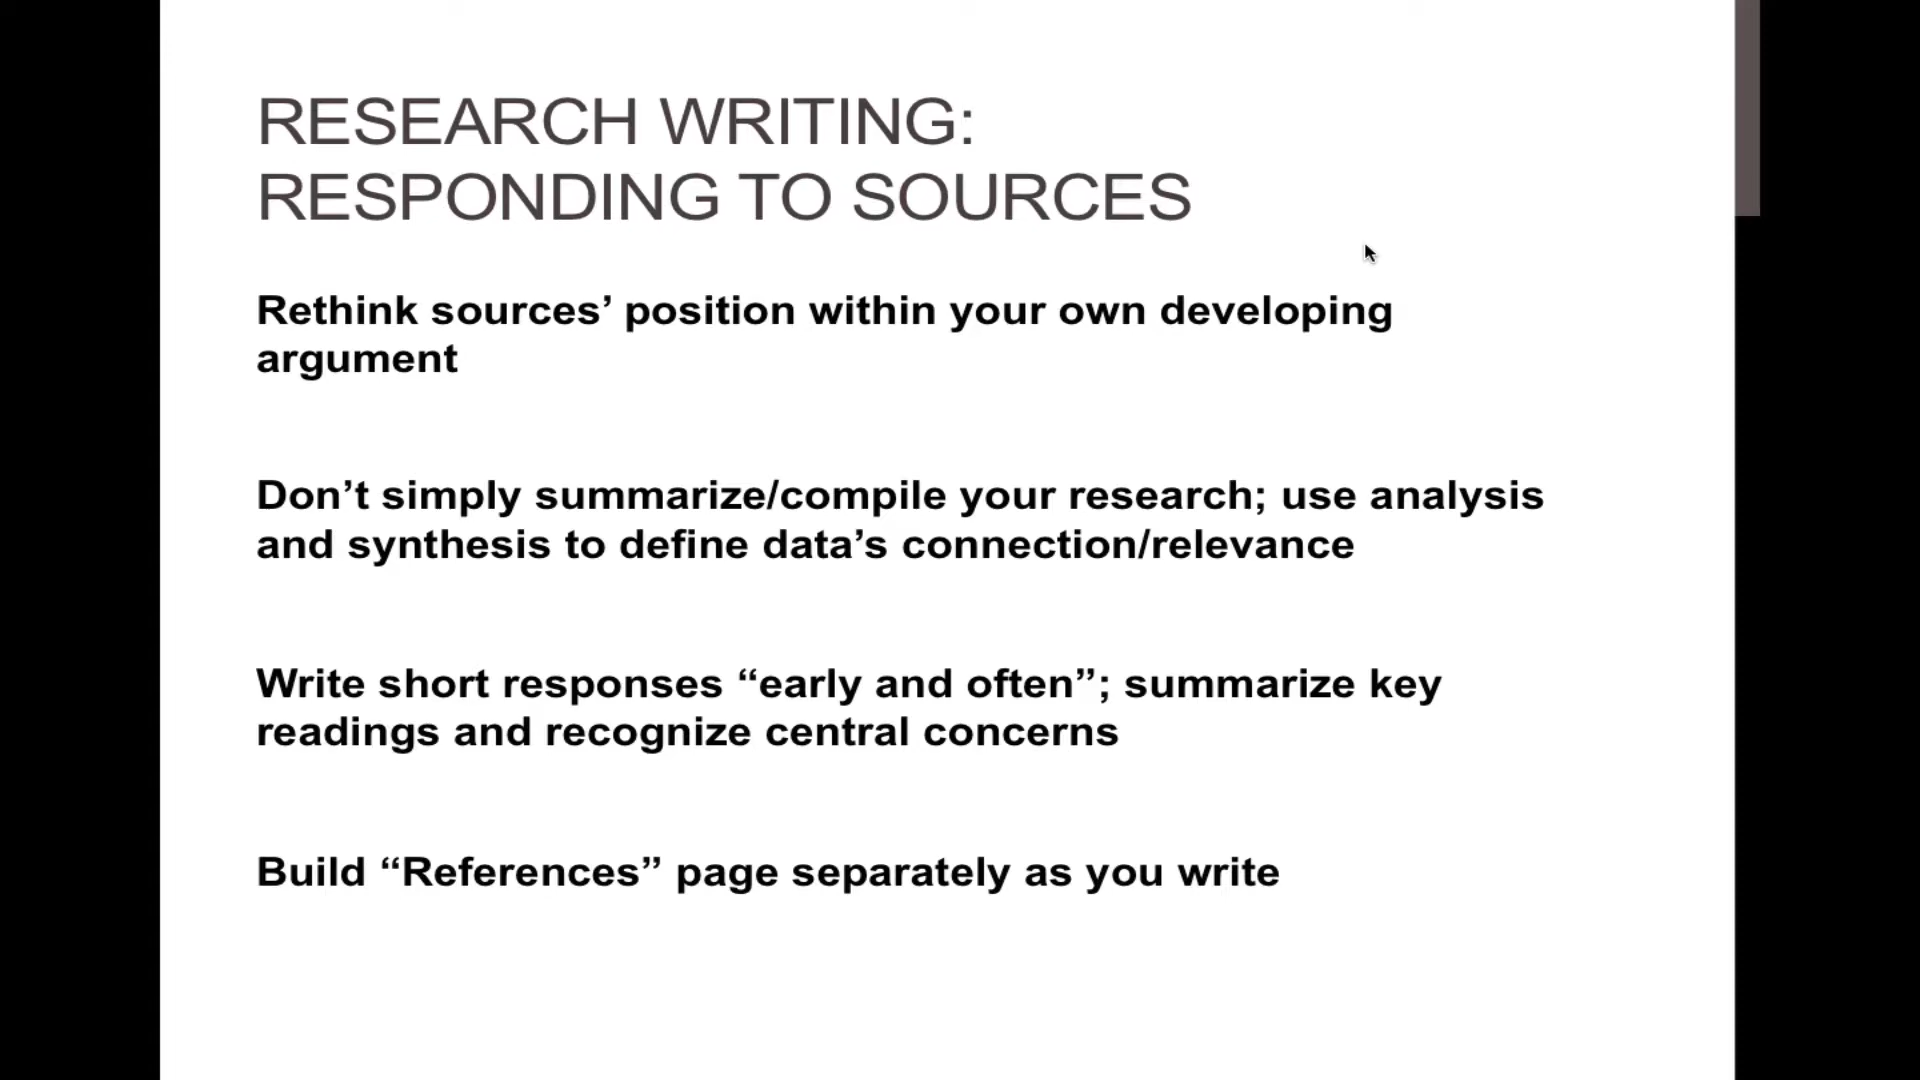 RESEARCH WRITING:
RESPONDING TO SOURCES
Rethink sources’ position within your own developing
argument
Don’t simply summarize/compile your research; use analysis
and synthesis to define data’s connection/relevance
Write short responses “early and often”; summarize key
readings and recognize central concerns
Build “References” page separately as you write